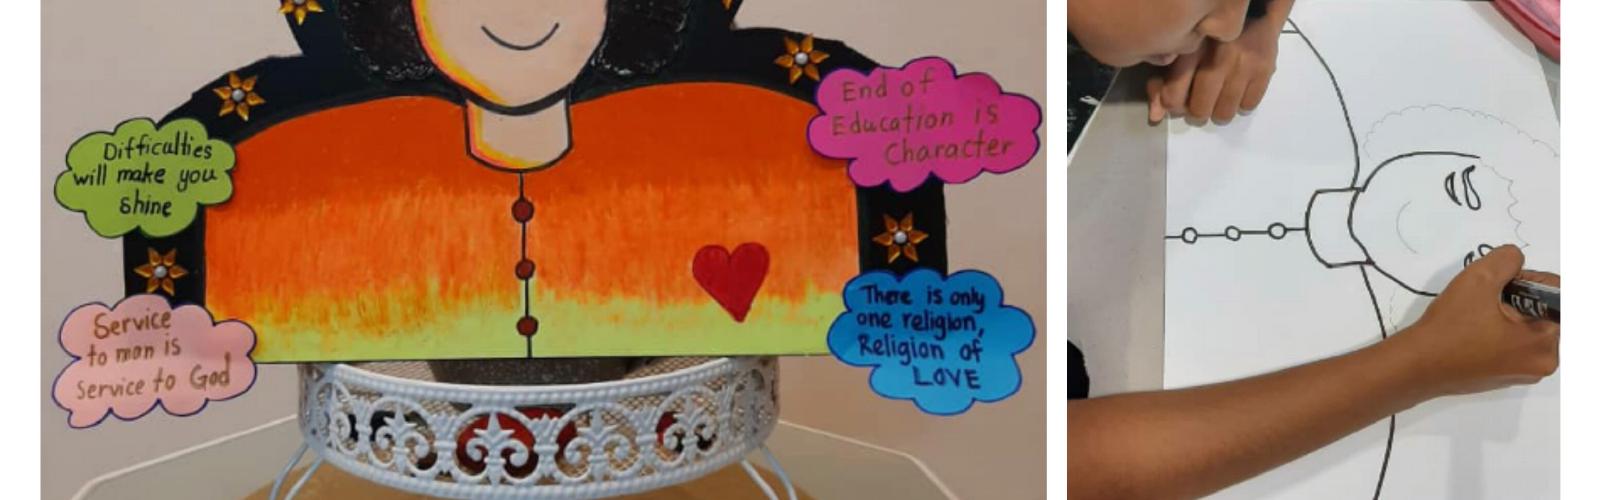 Difficulties
will make you
shine
Service
to man is
service to God
End of
Education is
Character
There is only
one religion,
Religion of
LOVE